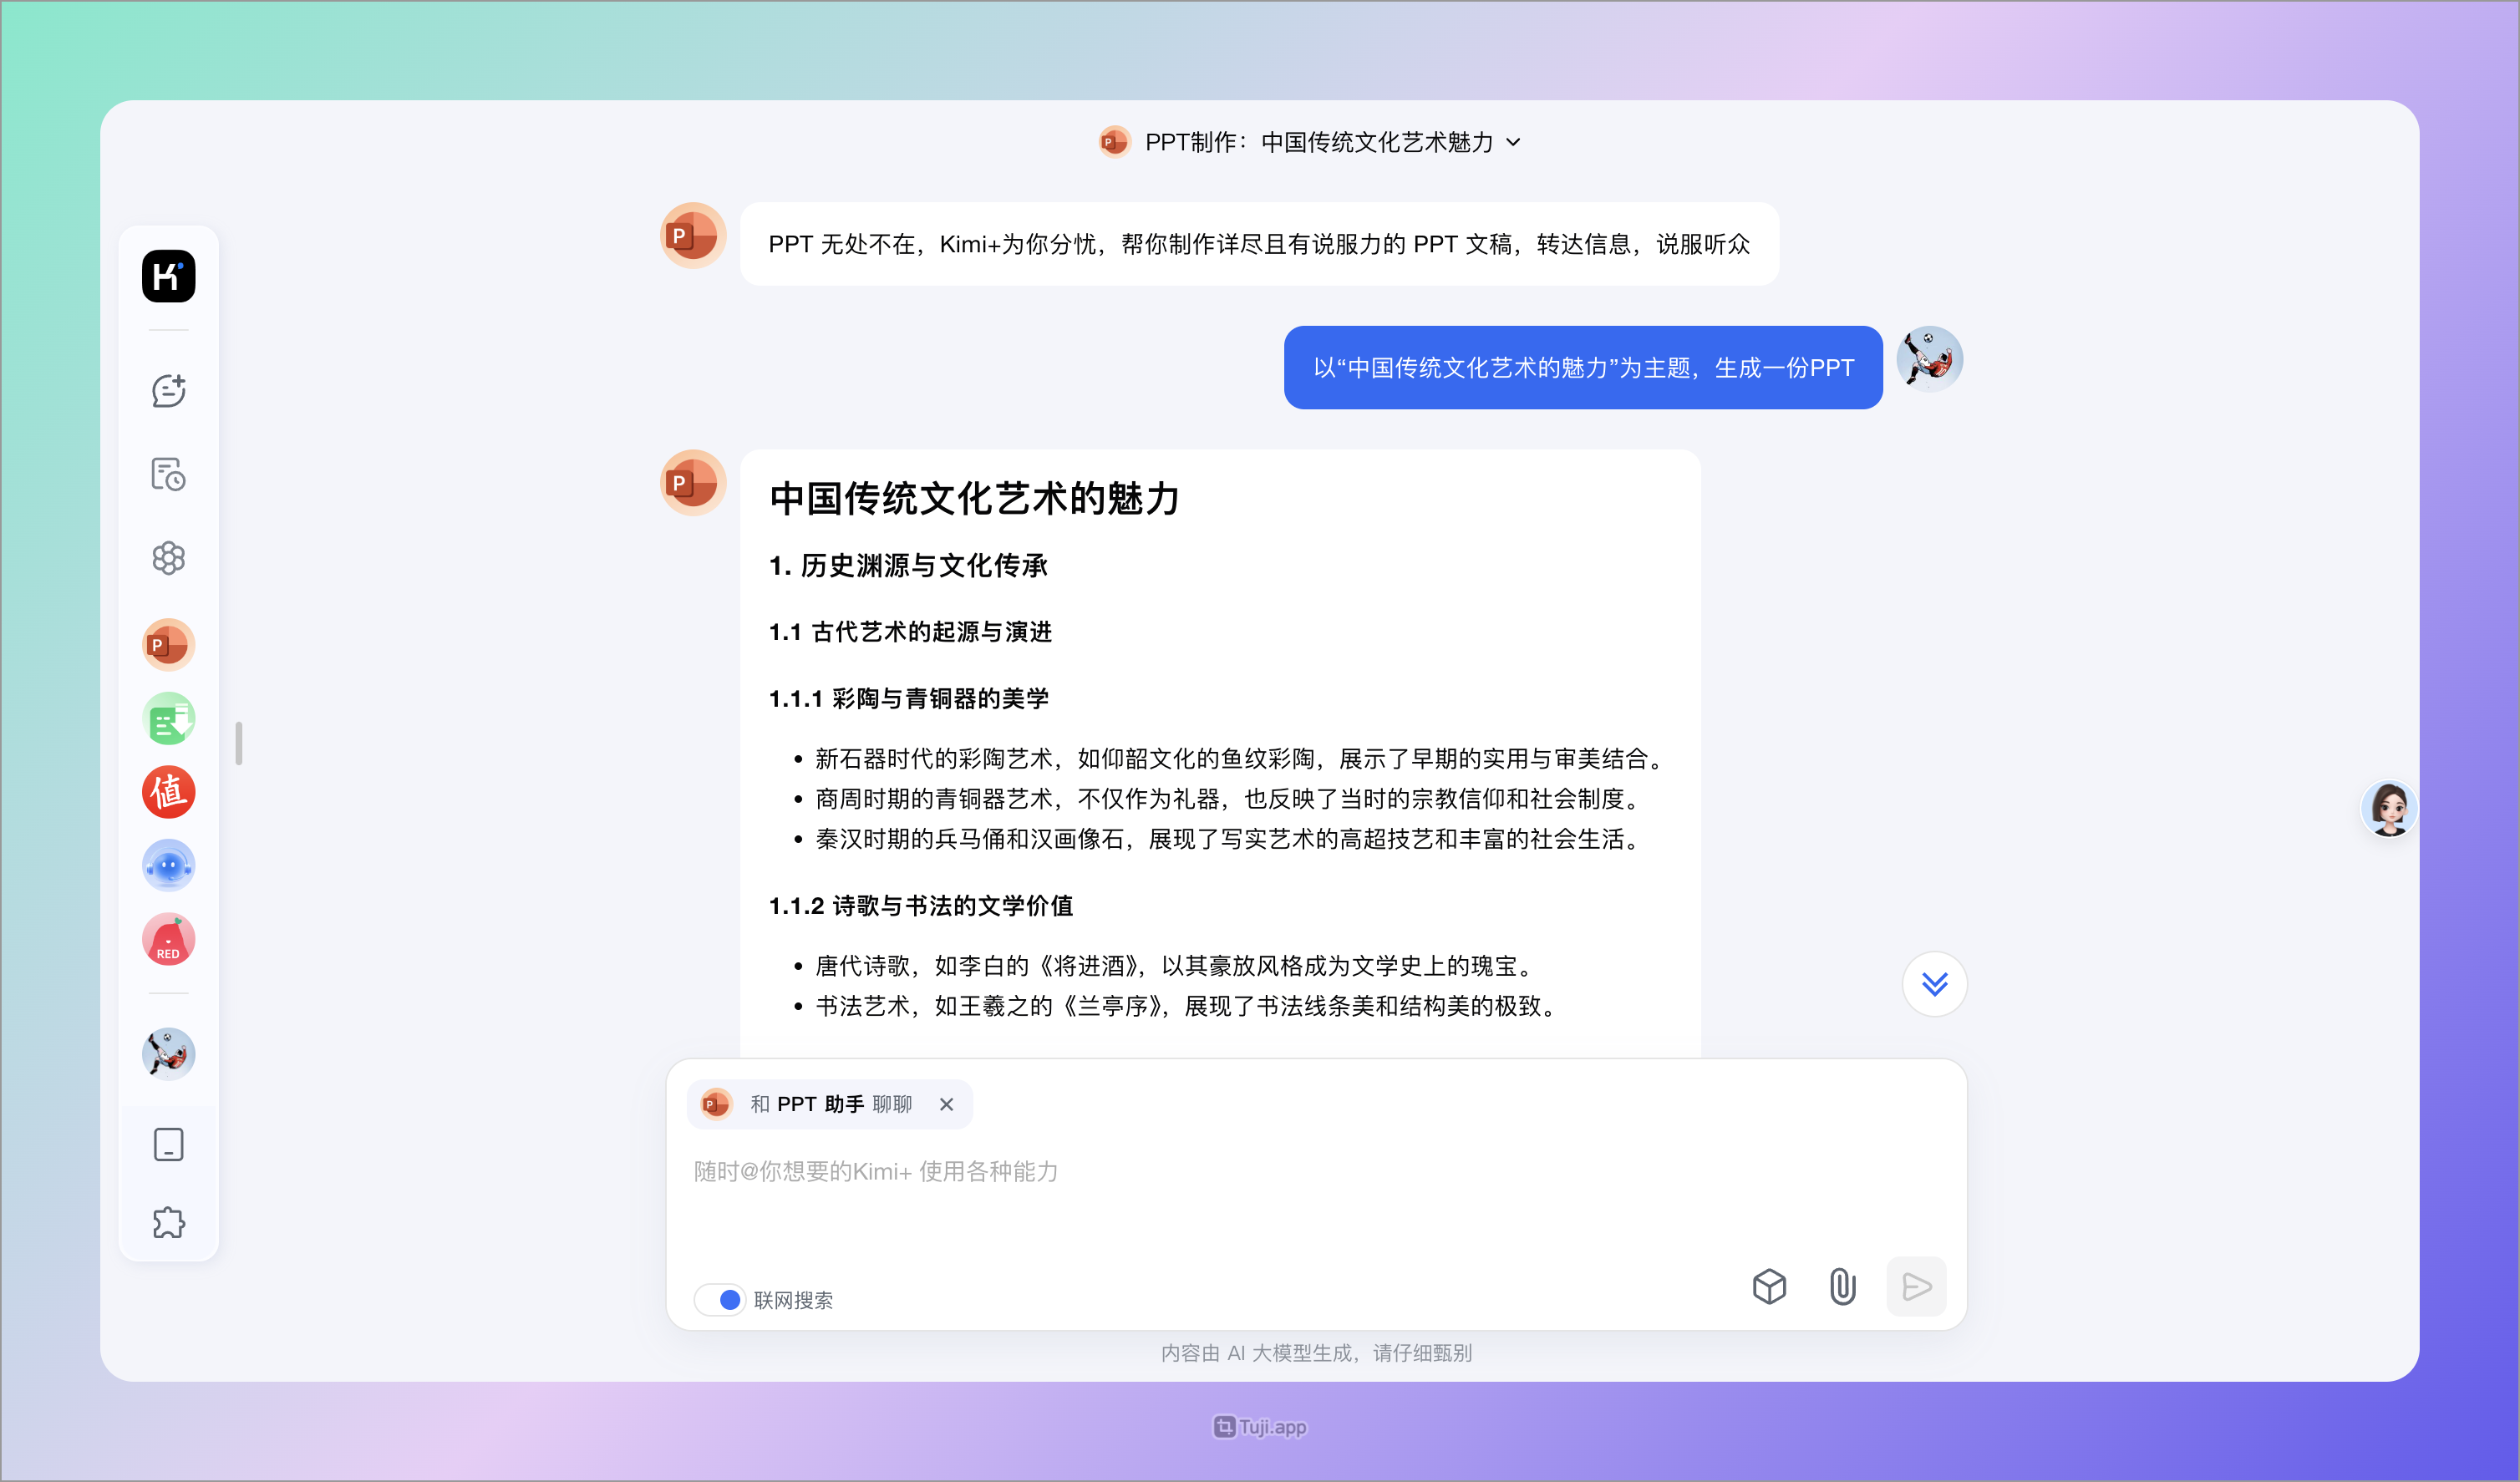 PPT制作：中国传统文化艺术魅力
PPT 无处不在，Kimi+为你分忧，帮你制作详尽且有说服力的 PPT 文稿，转达信息，说服听众
以“中国传统文化艺术的魅力”为主题，生成一份PPT
中国传统文化艺术的魅力
1. 历史渊源与文化传承
1.1 古代艺术的起源与演进
1.1.1 彩陶与青铜器的美学
• 新石器时代的彩陶艺术，如仰韶文化的鱼纹彩陶，展示了早期的实用与审美结合。
• 商周时期的青铜器艺术，不仅作为礼器，也反映了当时的宗教信仰和社会制度。
• 秦汉时期的兵马俑和汉画像石，展现了写实艺术的高超技艺和丰富的社会生活。
1.1.2 诗歌与书法的文学价值
• 唐代诗歌，如李白的《将进酒》，以其豪放风格成为文学史上的瑰宝。
• 书法艺术，如王羲之的《兰亭序》，展现了书法线条美和结构美的极致。
和 PPT 助手 聊聊
随时@你想要的Kimi+ 使用各种能力
联网搜索
内容由 AI 大模型生成，请仔细甄别
K
P
P
P
P
P
值
RED
Tuji.app